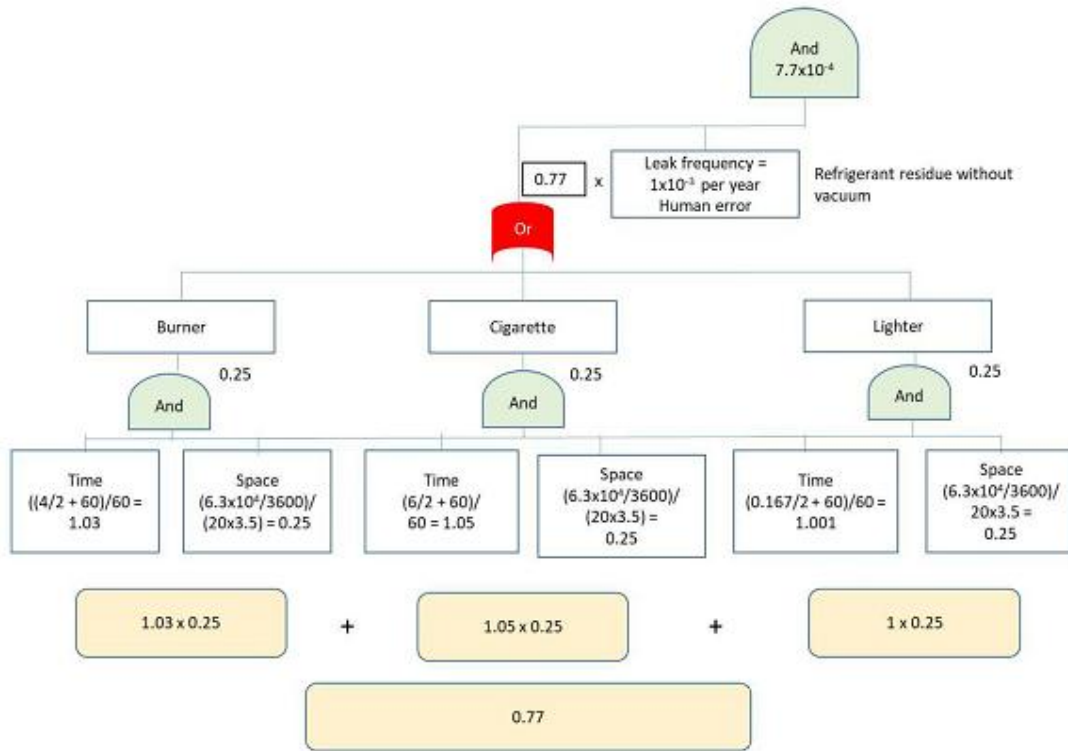 And
7.7x10⁻⁴
0.77
x
Leak frequency =
1x10⁻³ per year
Human error
Refrigerant residue without
vacuum
Or
Burner
Cigarette
Lighter
0.25
0.25
0.25
And
And
And
Time
((4/2 + 60)/60 =
1.03
Space
(6.3x10⁴/3600)/
(20x3.5) = 0.25
Time
(6/2 + 60)/
60 = 1.05
Space
(6.3x10⁴/3600)/
(20x3.5) =
0.25
Time
(0.167/2 + 60)/60 =
1.001
Space
(6.3x10⁴/3600)/
20x3.5 =
0.25
1.03 x 0.25
+
1.05 x 0.25
+
1 x 0.25
0.77